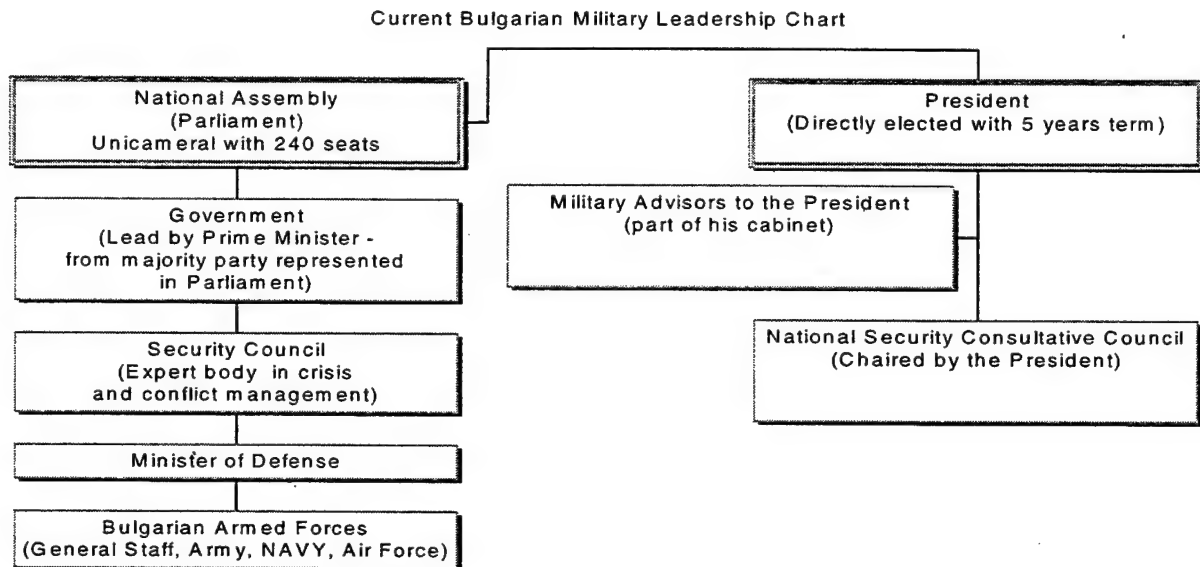 Current Bulgarian Military Leadership Chart
National Assembly
(Parliament)
Unicameral with 240 seats
President
(Directly elected with 5 years term)
Military Advisors to the President
(part of his cabinet)
Government
(Lead by Prime Minister -
from majority party represented
in Parliament)
National Security Consultative Council
(Chaired by the President)
Security Council
(Expert body in crisis
and conflict management)
Minister of Defense
Bulgarian Armed Forces
(General Staff, Army, NAVY, Air Force)